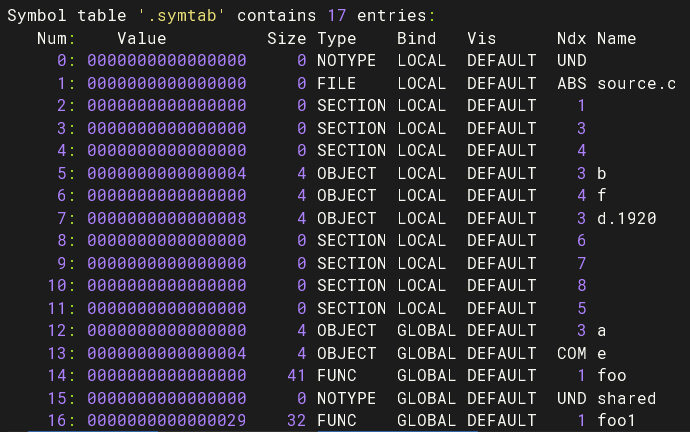 Symbol table '.symtab' contains 17 entries:
   Num:    Value          Size Type    Bind   Vis      Ndx Name
     0: 0000000000000000     0 NOTYPE  LOCAL  DEFAULT  UND
     1: 0000000000000000     0 FILE    LOCAL  DEFAULT  ABS source.c
     2: 0000000000000000     0 SECTION LOCAL  DEFAULT    1
     3: 0000000000000000     0 SECTION LOCAL  DEFAULT    3
     4: 0000000000000000     0 SECTION LOCAL  DEFAULT    4
     5: 0000000000000004     4 OBJECT  LOCAL  DEFAULT    3 b
     6: 0000000000000000     4 OBJECT  LOCAL  DEFAULT    4 f
     7: 0000000000000008     4 OBJECT  LOCAL  DEFAULT    3 d.1920
     8: 0000000000000000     0 SECTION LOCAL  DEFAULT    6
     9: 0000000000000000     0 SECTION LOCAL  DEFAULT    7
    10: 0000000000000000     0 SECTION LOCAL  DEFAULT    8
    11: 0000000000000000     0 SECTION LOCAL  DEFAULT    5
    12: 0000000000000000     4 OBJECT  GLOBAL DEFAULT    3 a
    13: 0000000000000004     4 OBJECT  GLOBAL DEFAULT  COM e
    14: 0000000000000000    41 FUNC    GLOBAL DEFAULT    1 foo
    15: 0000000000000000     0 NOTYPE  GLOBAL DEFAULT  UND shared
    16: 0000000000000029    32 FUNC    GLOBAL DEFAULT    1 foo1